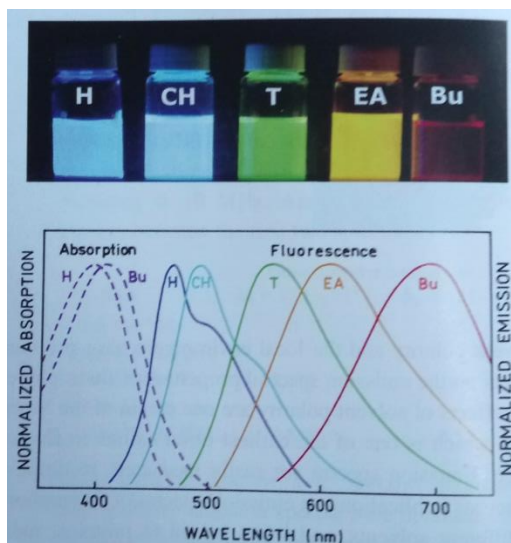 H CH T EA Bu
Absorption Fluorescence
H Bu H CH T EA Bu
NORMALIZED ABSORPTION
NORMALIZED EMISSION
400 500 600 700
WAVELENGTH (nm)